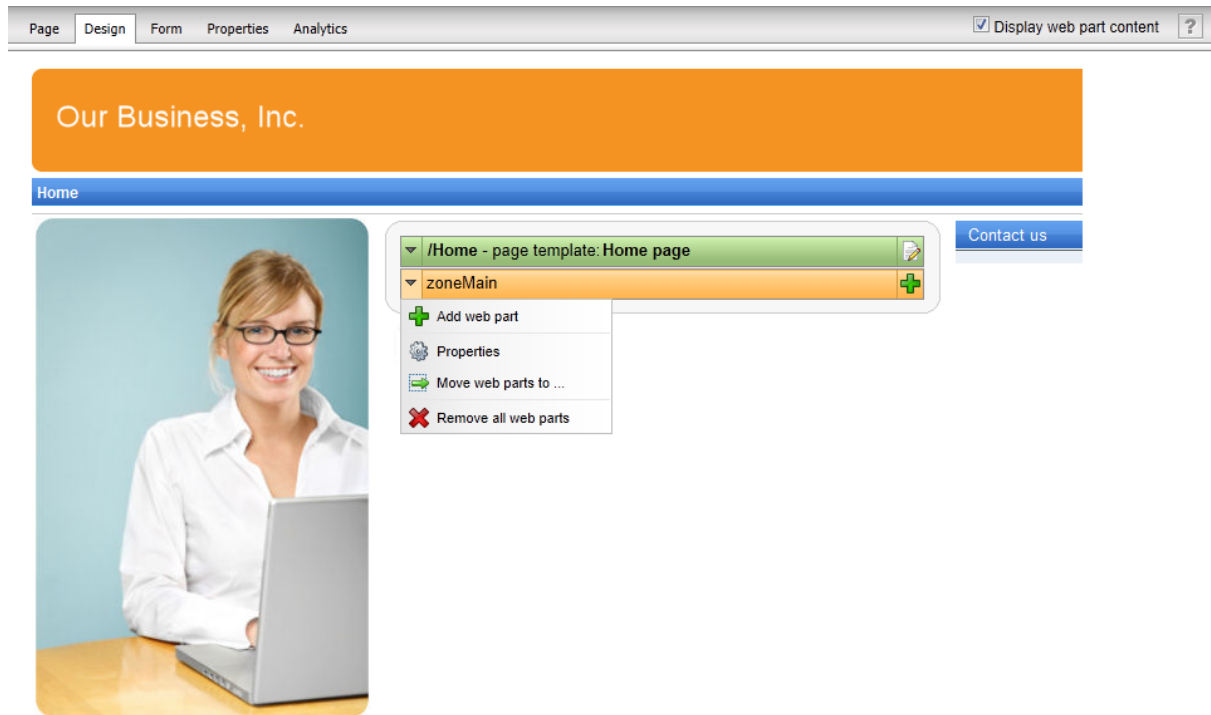 Page Design Form Properties Analytics Display web part content ?
Our Business, Inc.
Home
/Home - page template: Home page
zoneMain
Add web part
Properties
Move web parts to ...
Remove all web parts
Contact us